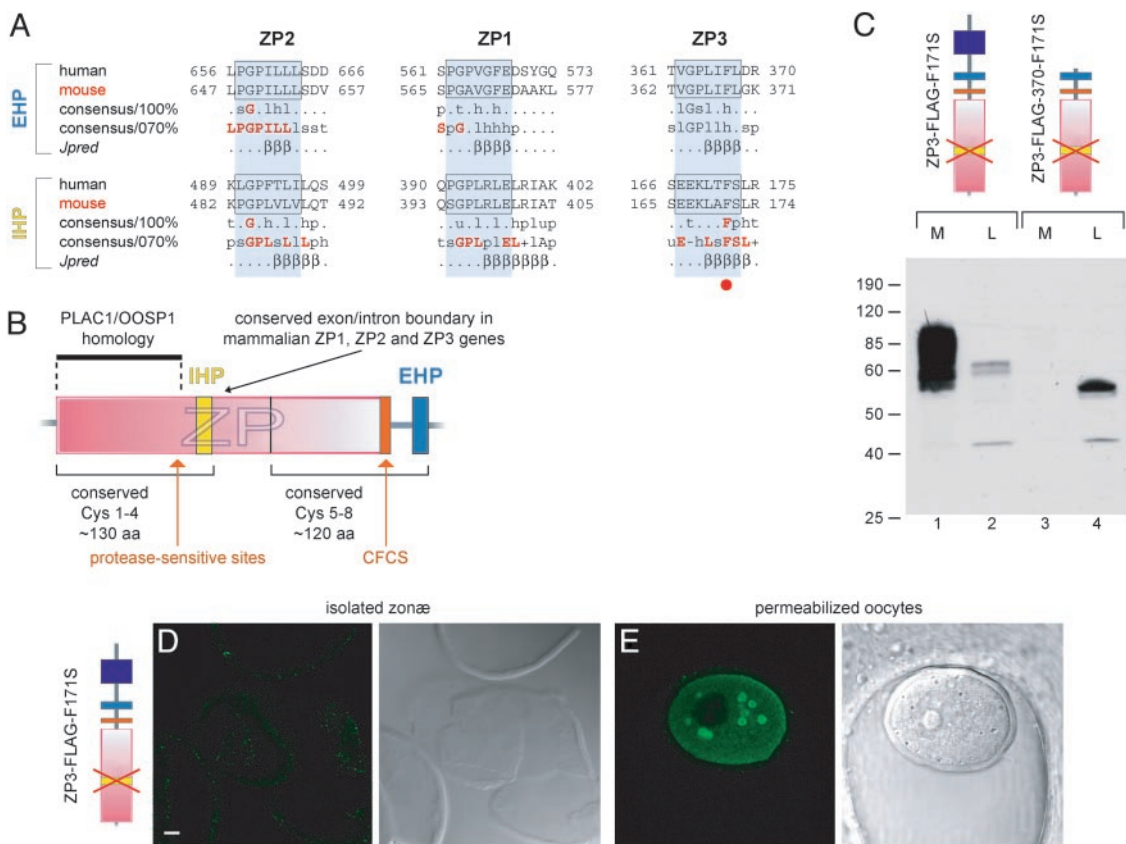 A
ZP2 ZP1 ZP3
EHP
human 656 LPGPILLLSDD 666 561 SPGPVGFEDSYGQ 573 361 TVGPLIFLDR 370
mouse 647 LPGPILLLSDV 657 565 SPGAVGFEDAAKL 577 362 TVGPLIFLGK 371
consensus/100% ..sG.lhl.... p.t.h.h...... .lGsl.h...
consensus/070% LPGPILLlsst SpG.lhhhp..... slGPllh.sp
Jpred ....βββ.... ....ββββ..... ....ββββ..
IHP
human 489 KLGPFTLILQS 499 390 QPGPLRLELRIAK 402 166 SEEKLTFSLR 175
mouse 482 KPGPLVLVLQT 492 393 QSGPLRLELRIAT 405 165 SEEKLAFSLR 174
consensus/100% t.G.h.l.hp ..u.l.l.hplup t...Fpht
consensus/070% psGPLsLlLph tsGPLplEL+lAp uE-hLsFSL+
Jpred ....ββββββ. ...βββββββ... ...βββββ..
B
PLAC1/OOSP1
homology
conserved exon/intron boundary in
mammalian ZP1, ZP2 and ZP3 genes
IHP
EHP
ZP
conserved
Cys 1-4
~130 aa
conserved
Cys 5-8
~120 aa
protease-sensitive sites
CFCS
C
ZP3-FLAG-F171S
ZP3-FLAG-370-F171S
M L M L
190
120
85
60
50
40
25
1 2 3 4
isolated zonæ
permeabilized oocytes
ZP3-FLAG-F171S
D
E